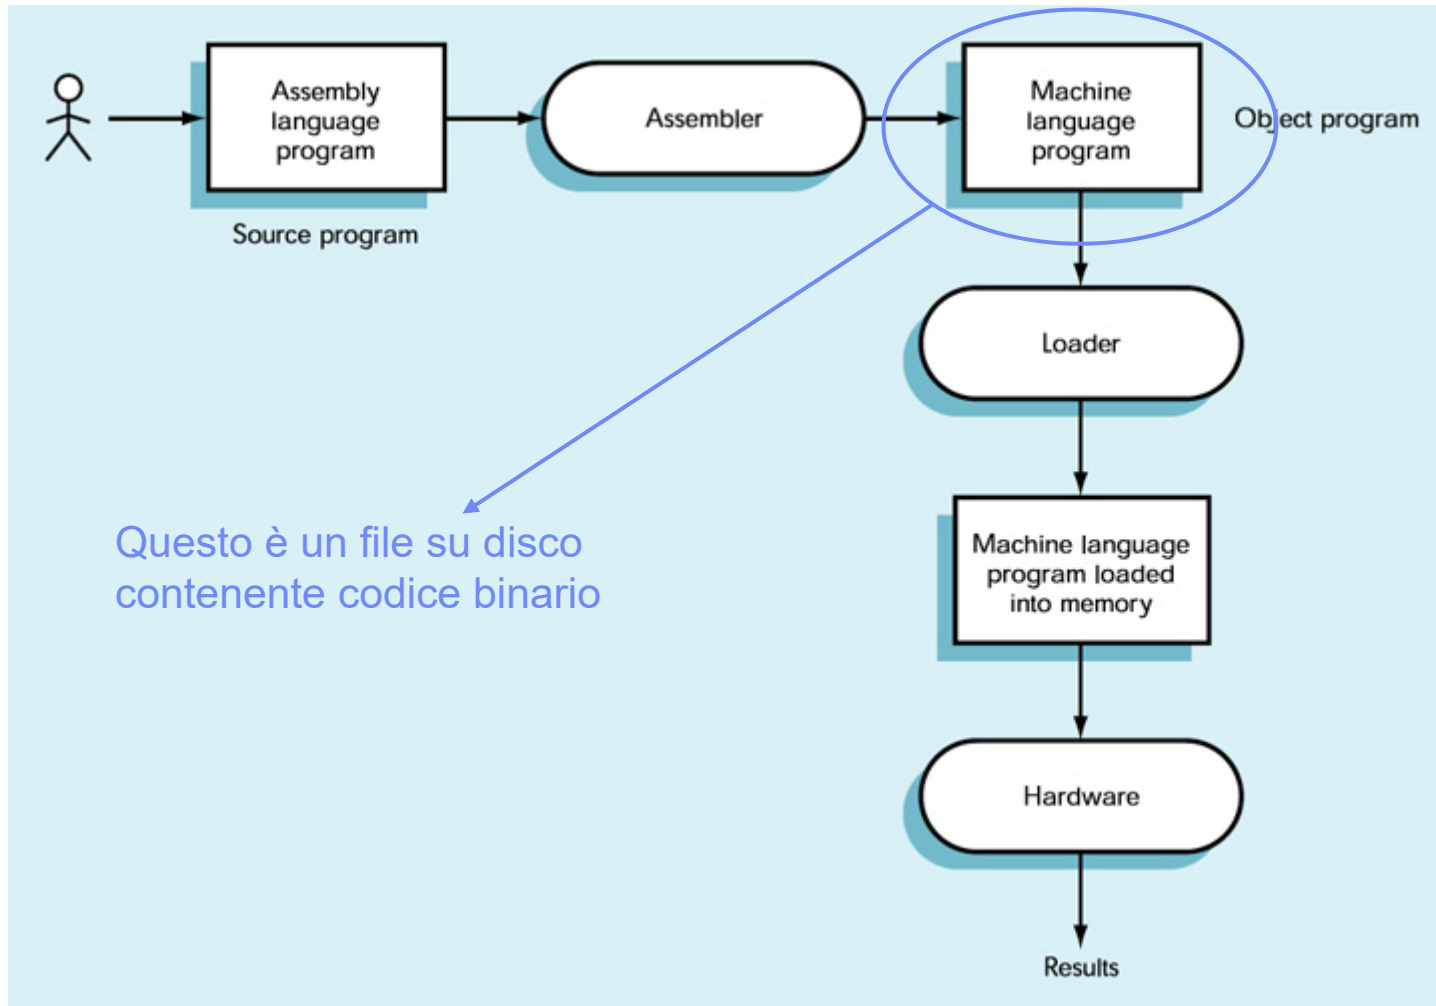 Assembly
language
program
Source program
Assembler
Machine
language
program
Object program
Loader
Questo è un file su disco
contenente codice binario
Machine language
program loaded
into memory
Hardware
Results